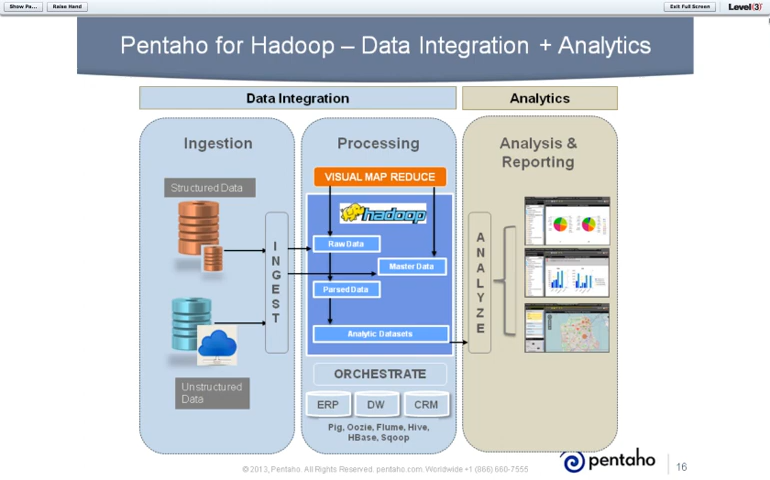 Show Pa...
Raise Hand
Exit Full Screen
Level(3)
Pentaho for Hadoop – Data Integration + Analytics
Data Integration
Analytics
Ingestion
Processing
Analysis &
Reporting
Structured Data
VISUAL MAP REDUCE
hadoop
INGEST
Raw Data
Master Data
Parsed Data
Analytic Datasets
ANALYZE
Unstructured
Data
ORCHESTRATE
ERP
DW
CRM
Pig, Oozie, Flume, Hive,
HBase, Sqoop
© 2013, Pentaho. All Rights Reserved. pentaho.com. Worldwide +1 (866) 660-7555
pentaho
16